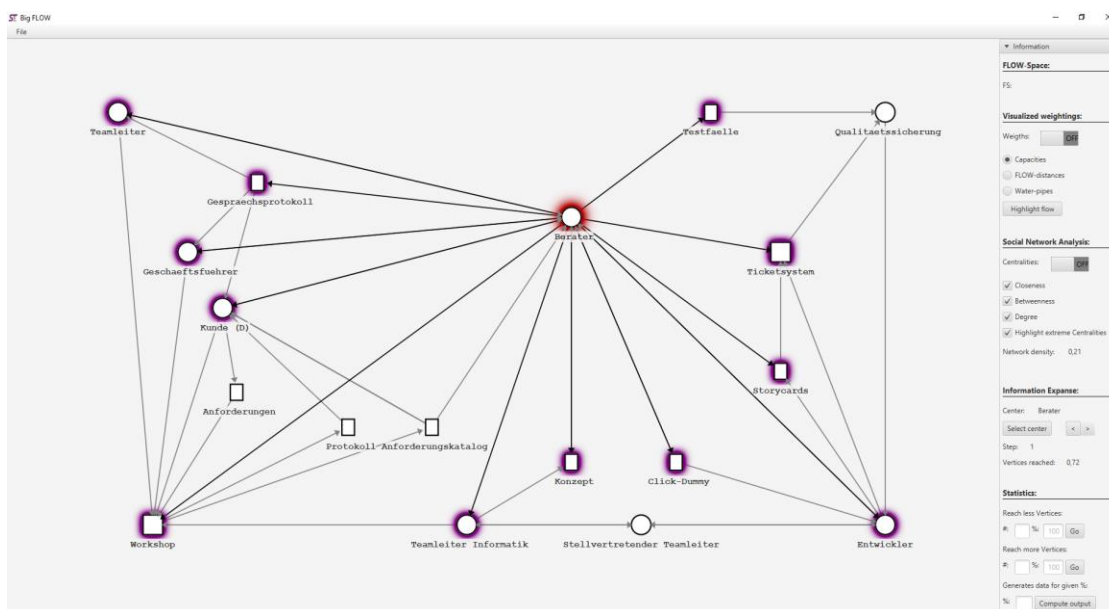 ST Big FLOW
File
Teamleiter
Testfaelle
Qualitaetssicherung
Gespraechsprotokoll
Berater
Geschaeftsfuehrer
Ticketsystem
Kunde (D)
Storycards
Anforderungen
Protokoll Anforderungskatalog
Konzept
Click-Dummy
Workshop
Teamleiter Informatik
Stellvertretender Teamleiter
Entwickler
Information
FLOW-Space:
FS:
Visualized weightings:
Weigths: OFF
Capacities
FLOW-distances
Water-pipes
Highlight flow
Social Network Analysis:
Centralities: OFF
Closeness
Betweenness
Degree
Highlight extreme Centralities
Network density: 0,21
Information Expanse:
Center: Berater
Select center < >
Step: 1
Vertices reached: 0,72
Statistics:
Reach less Vertices:
#: %: 100 Go
Reach more Vertices:
#: %: 100 Go
Generates data for given %:
%: Compute output